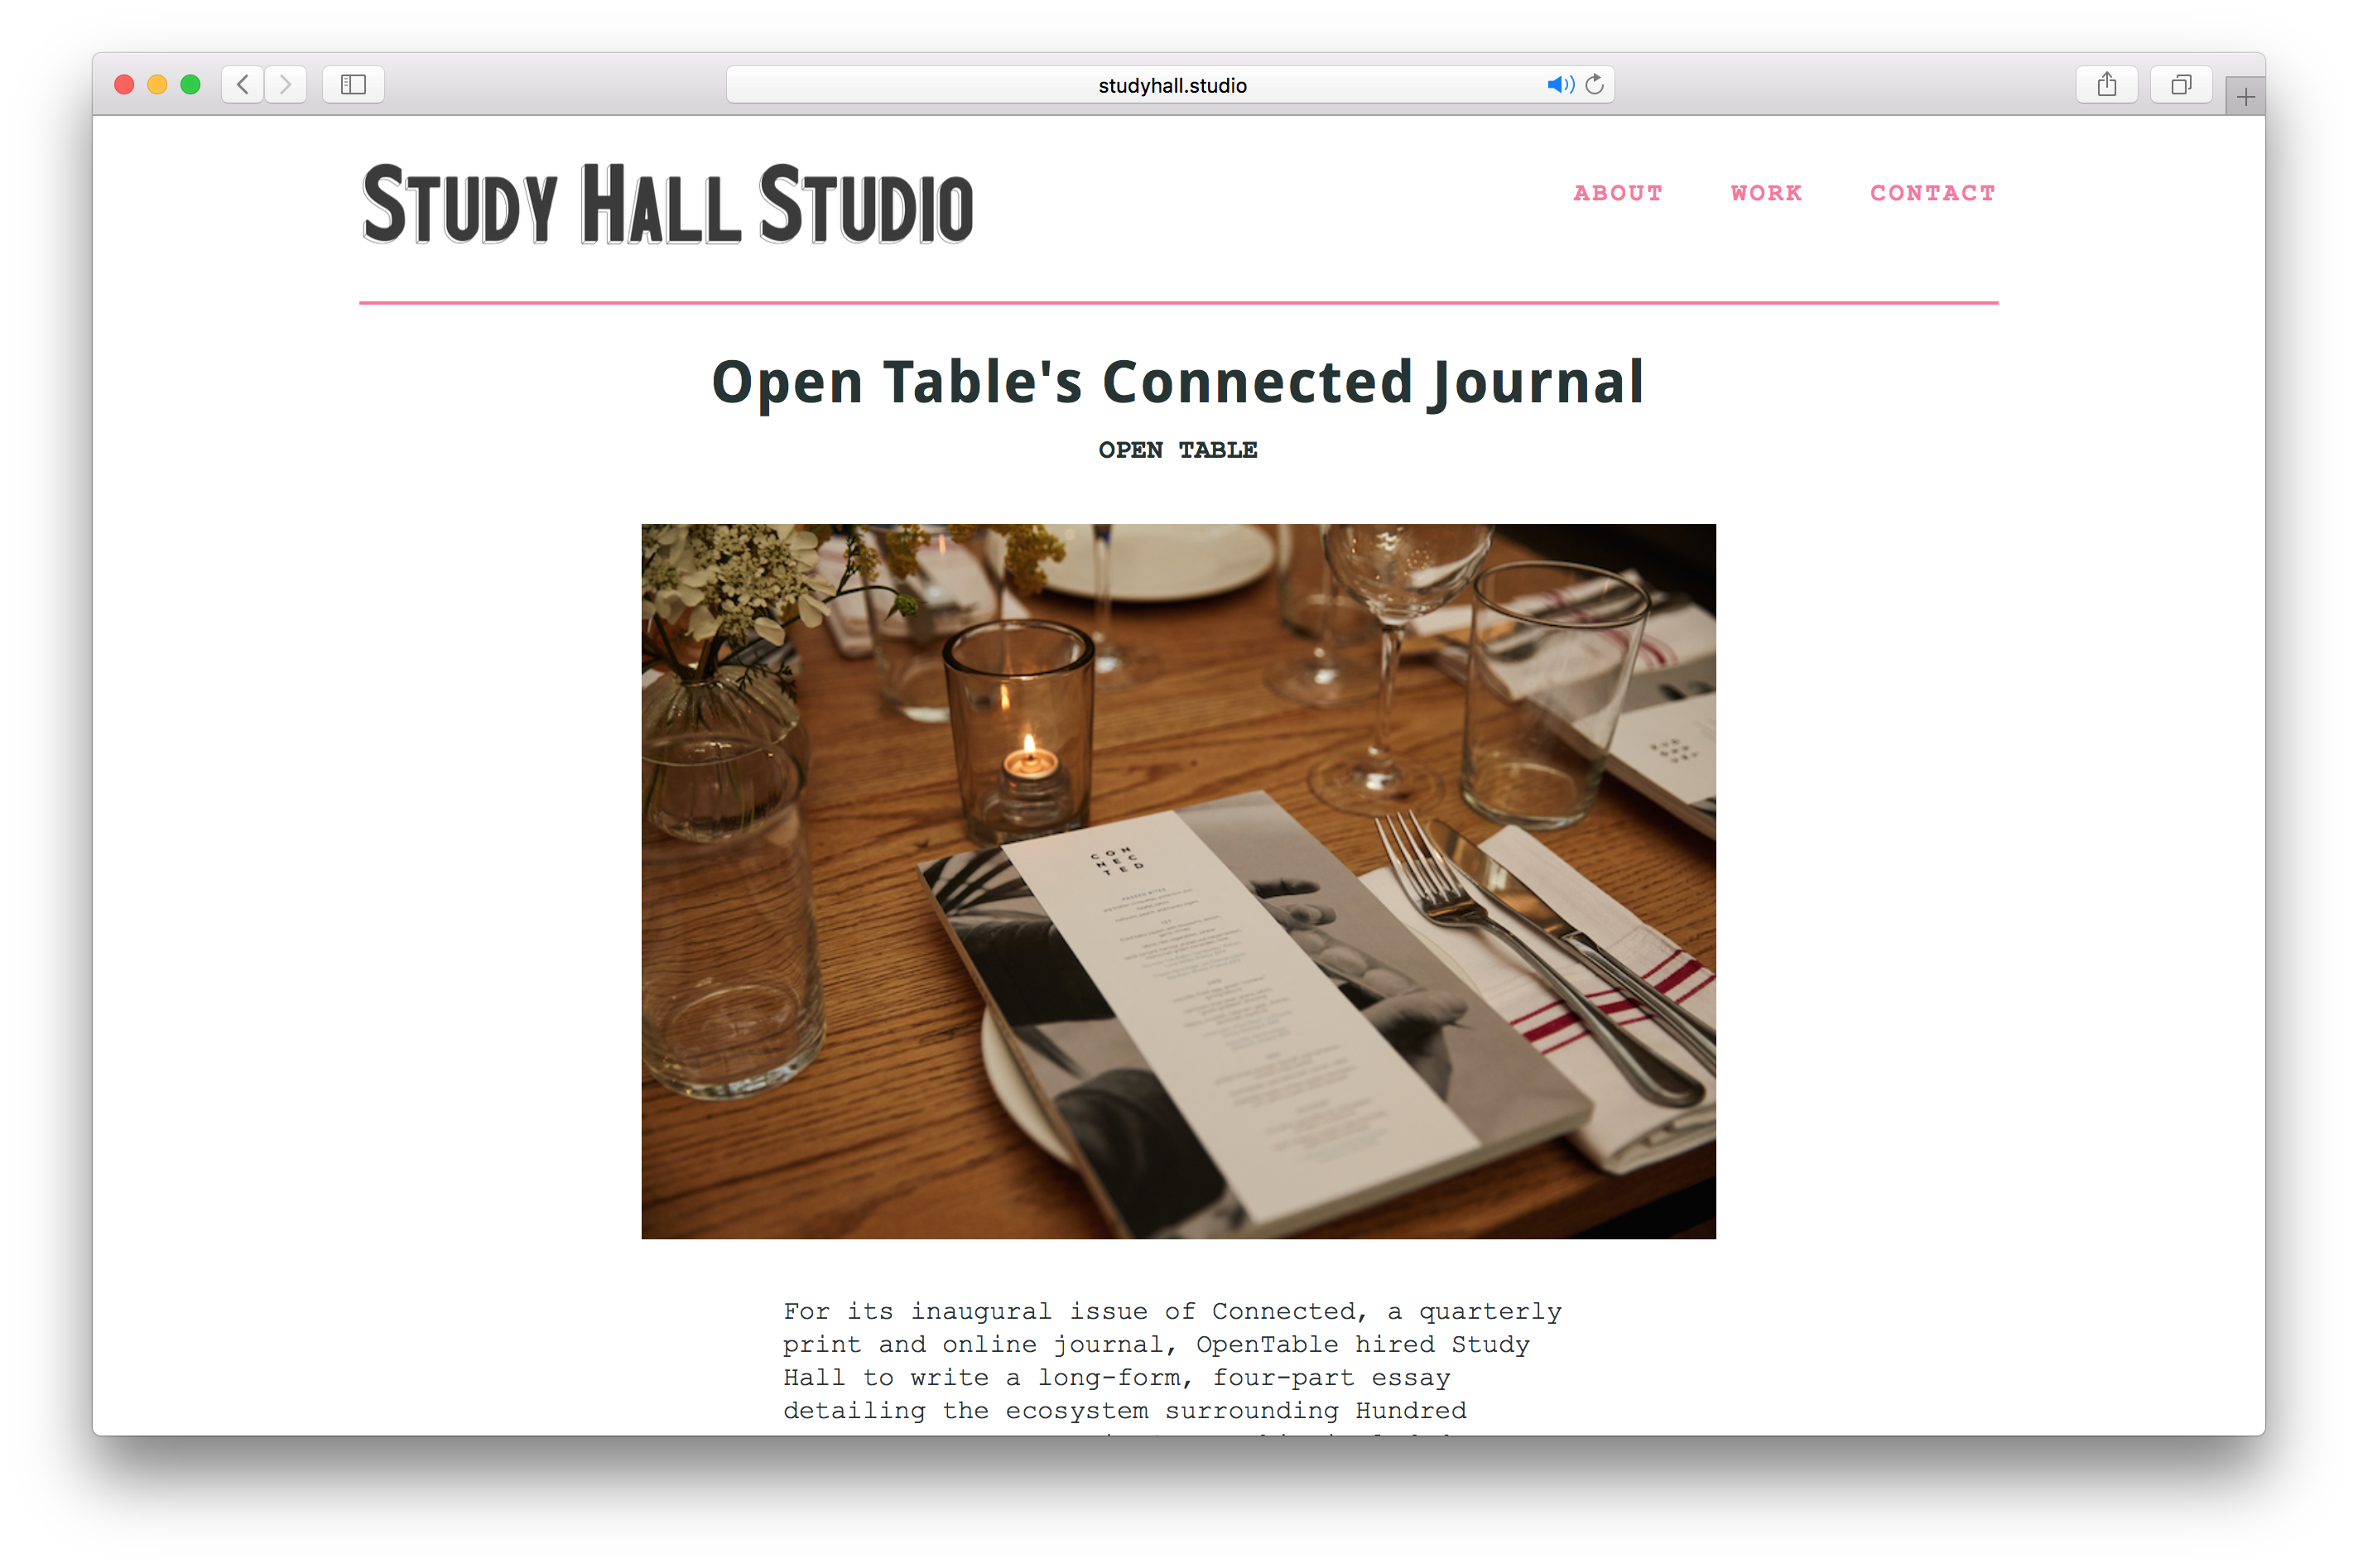 studyhall.studio
STUDY HALL STUDIO
ABOUT WORK CONTACT
Open Table's Connected Journal
OPEN TABLE
CON
NEC
TED
For its inaugural issue of Connected, a quarterly
print and online journal, OpenTable hired Study
Hall to write a long-form, four-part essay
detailing the ecosystem surrounding Hundred